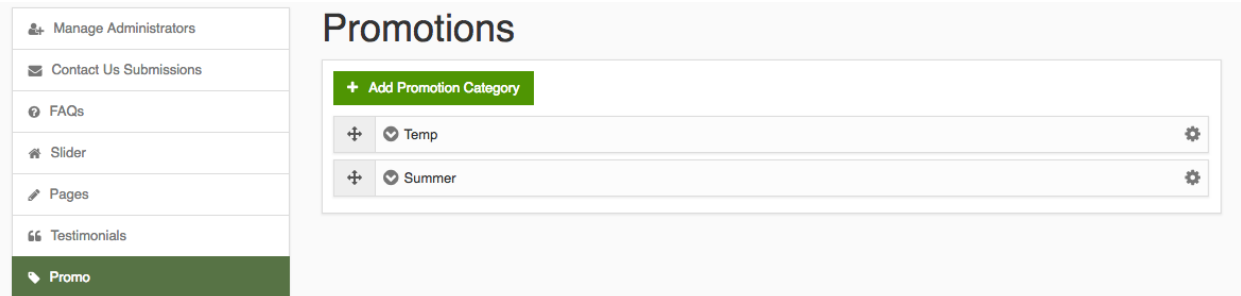 Manage Administrators
Contact Us Submissions
FAQs
Slider
Pages
Testimonials
Promo
Promotions
+ Add Promotion Category
Temp
Summer